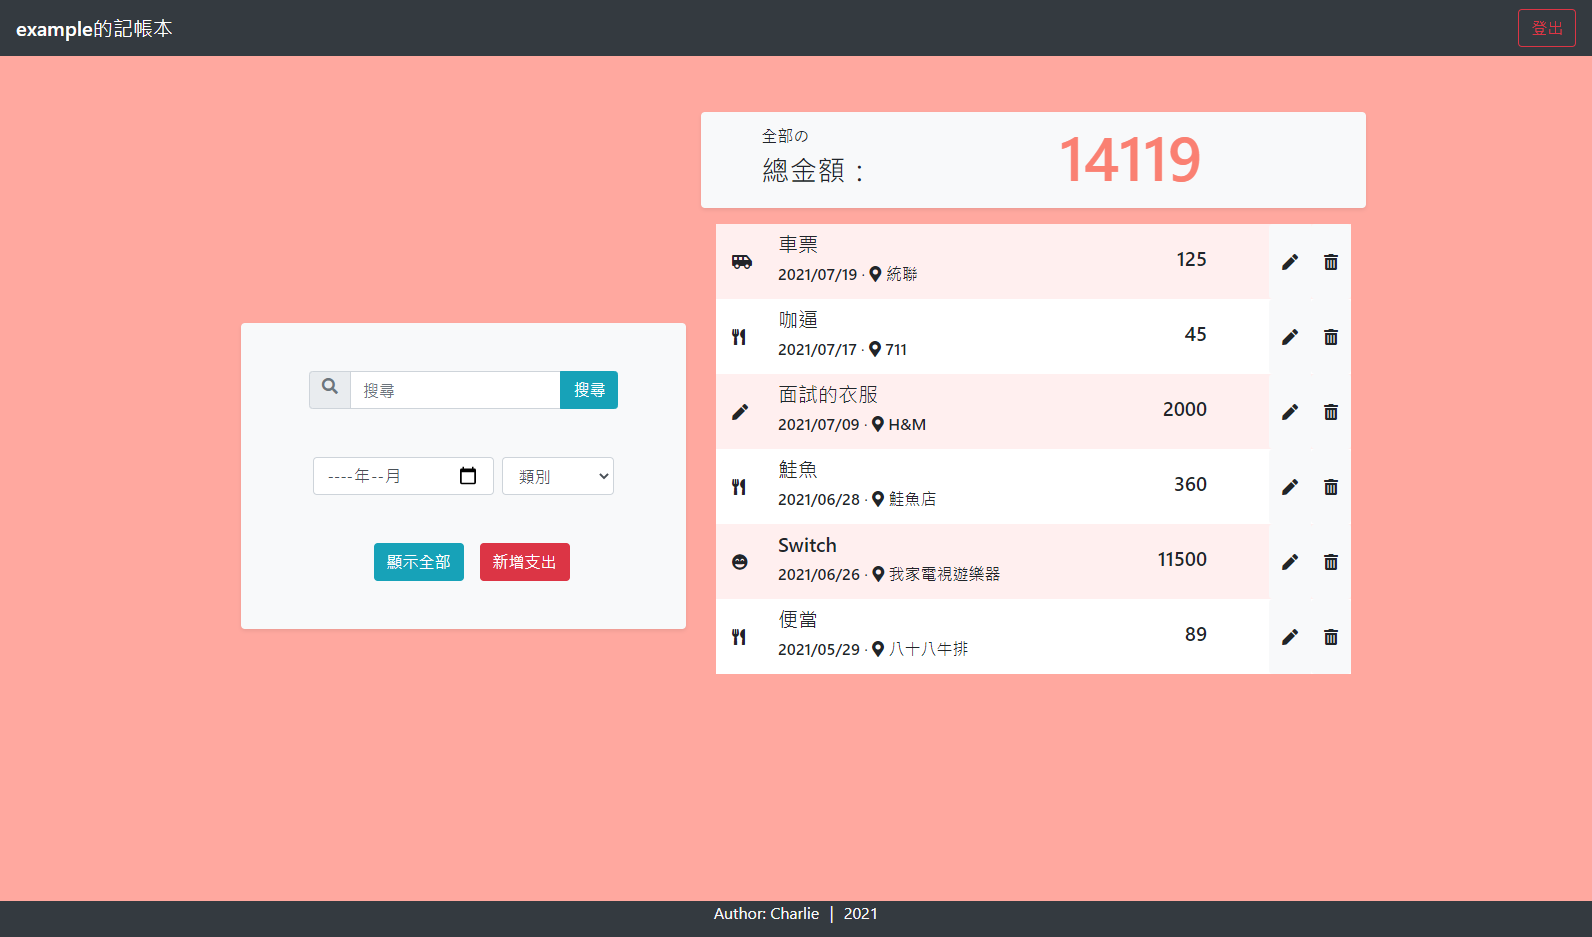 example的記帳本
登出
全部の
總金額：
14119
搜尋
搜尋
----年--月
類別
顯示全部
新增支出
車票
2021/07/19 · 統聯
125
咖逼
2021/07/17 · 711
45
面試的衣服
2021/07/09 · H&M
2000
鮭魚
2021/06/28 · 鮭魚店
360
Switch
2021/06/26 · 我家電視遊樂器
11500
便當
2021/05/29 · 八十八牛排
89
Author: Charlie ｜ 2021